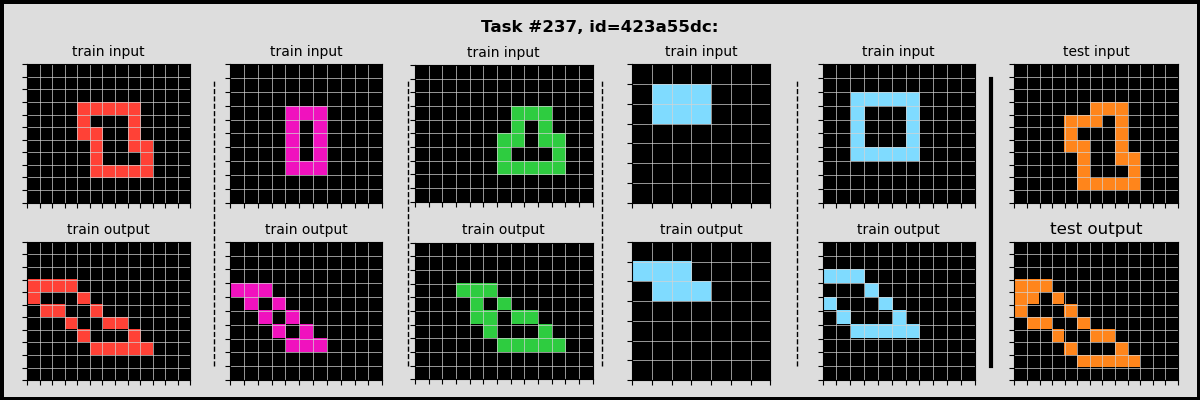 Task #237, id=423a55dc:
train input train input train input train input train input test input
train output train output train output train output train output test output